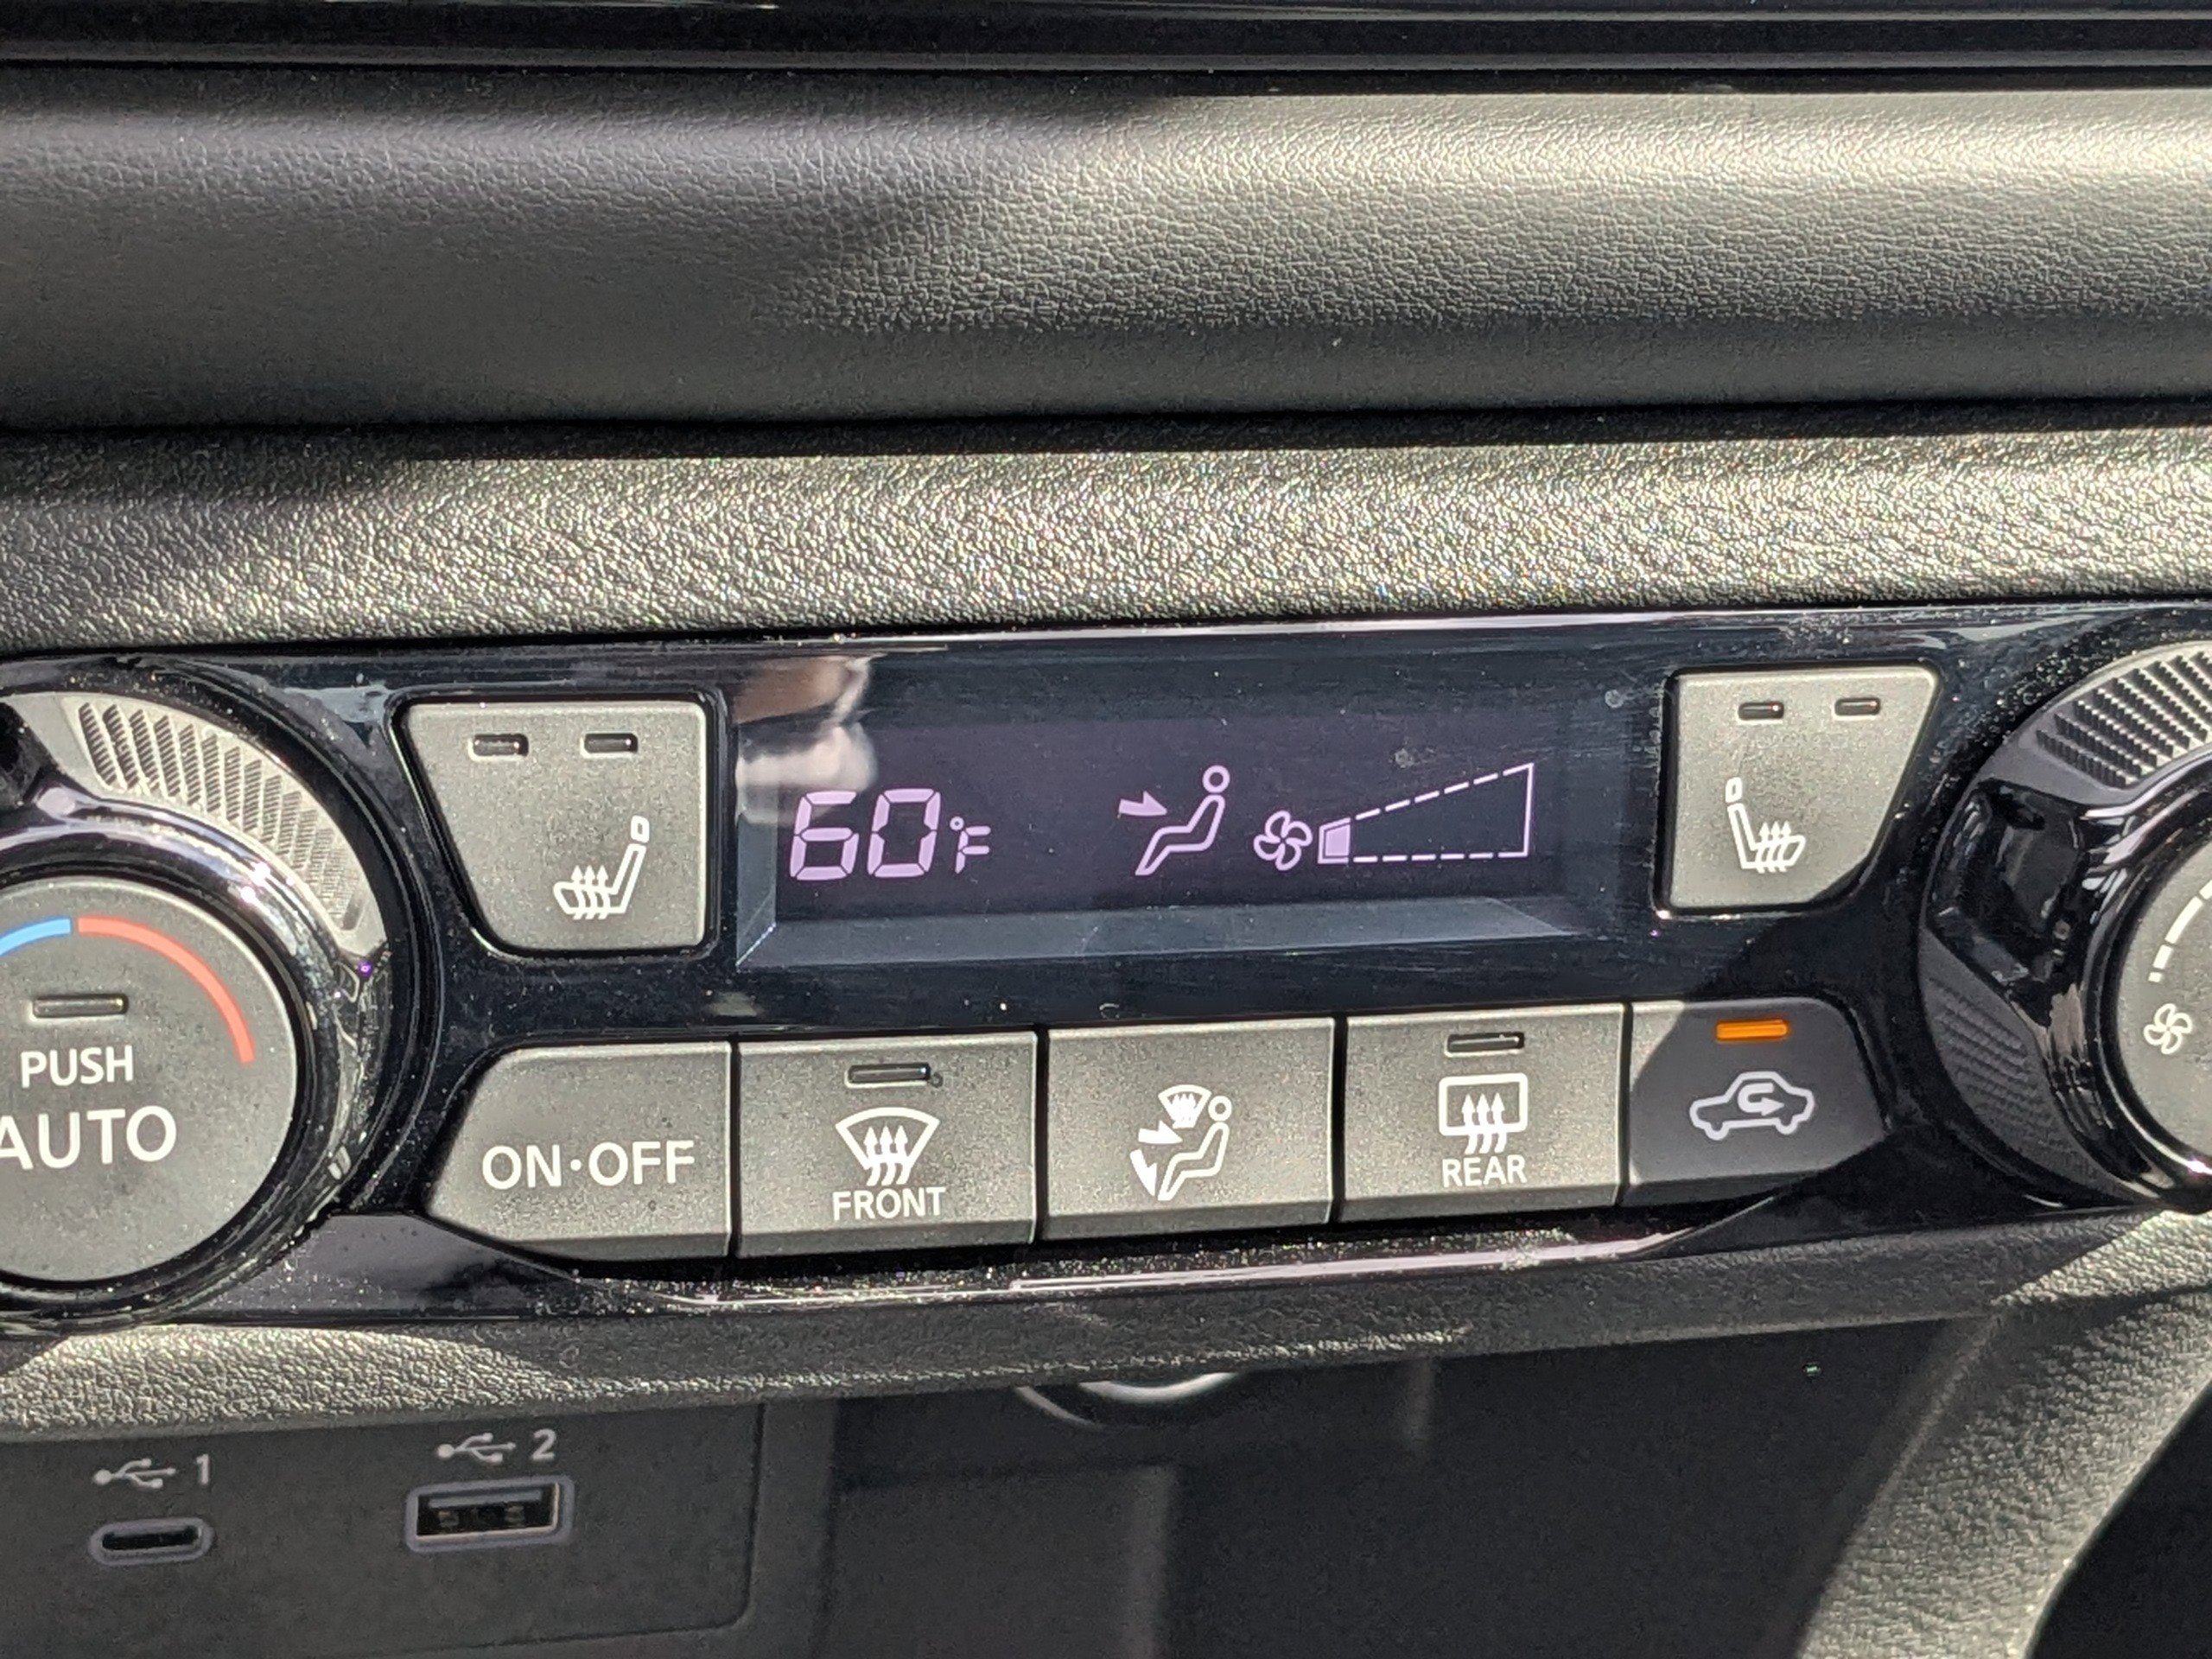 60°F
PUSH
AUTO
ON·OFF
FRONT
REAR
1
2